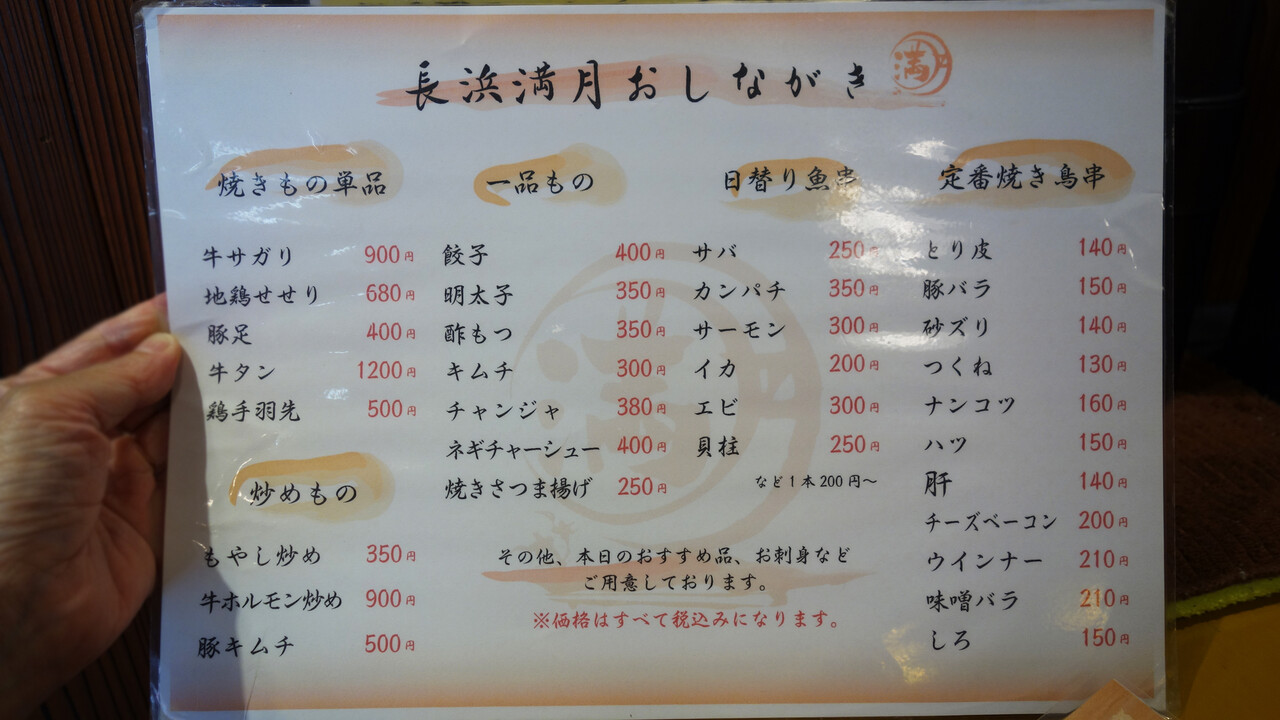 長浜満月おしながき
満月
焼きもの単品
牛サガリ 900円
地鶏せせり 680円
豚足 400円
牛タン 1200円
鶏手羽先 500円
炒めもの
もやし炒め 350円
牛ホルモン炒め 900円
豚キムチ 500円
一品もの
餃子 400円
明太子 350円
酢もつ 350円
キムチ 300円
チャンジャ 380円
ネギチャーシュー 400円
焼きさつま揚げ 250円
日替り魚串
サバ 250円
カンパチ 350円
サーモン 300円
イカ 200円
エビ 300円
貝柱 250円
など1本200円〜
定番焼き鳥串
とり皮 140円
豚バラ 150円
砂ズリ 140円
つくね 130円
ナンコツ 160円
ハツ 150円
肝 140円
チーズベーコン 200円
ウインナー 210円
味噌バラ 210円
しろ 150円
その他、本日のおすすめ品、お刺身など
ご用意しております。
※価格はすべて税込みになります。